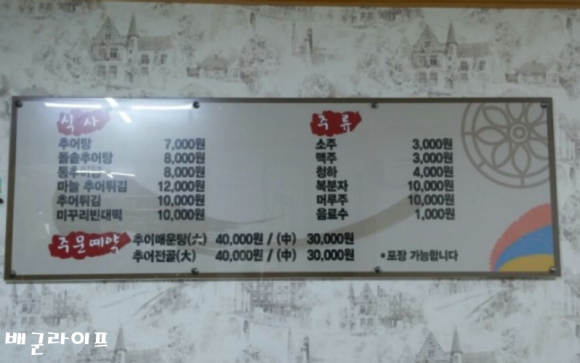 식사
추어탕 7,000원
돌솥추어탕 8,000원
통추어탕 8,000원
마늘 추어튀김 12,000원
추어튀김 10,000원
미꾸리빈대떡 10,000원
주류
소주 3,000원
맥주 3,000원
청하 4,000원
복분자 10,000원
머루주 10,000원
음료수 1,000원
주문예약
추어매운탕(大) 40,000원 / (中) 30,000원
추어전골(大) 40,000원 / (中) 30,000원
*포장 가능합니다
배군라이프